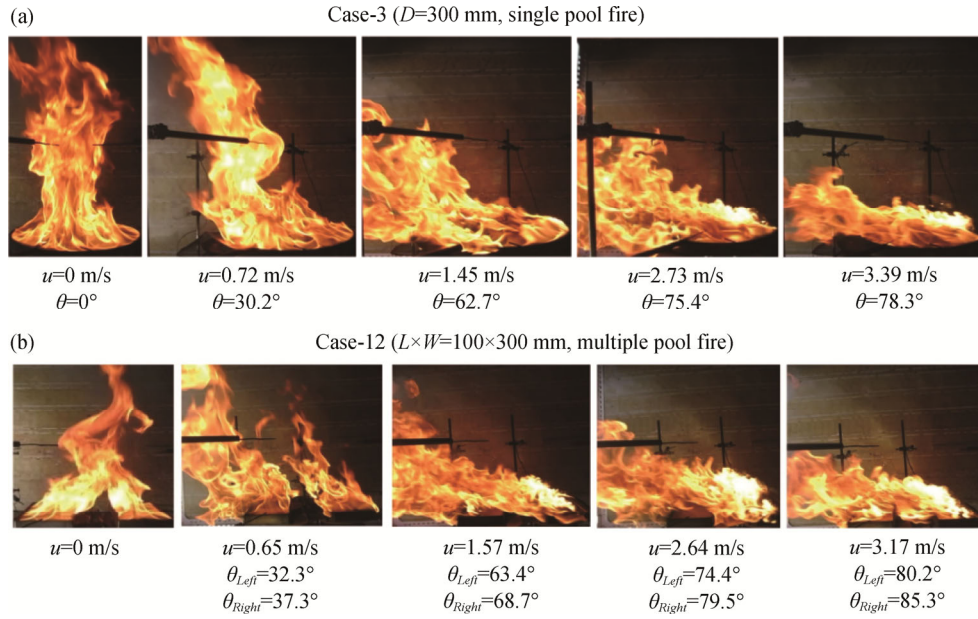 (a)
Case-3 (D=300 mm, single pool fire)
u=0 m/s
θ=0°
u=0.72 m/s
θ=30.2°
u=1.45 m/s
θ=62.7°
u=2.73 m/s
θ=75.4°
u=3.39 m/s
θ=78.3°
(b)
Case-12 (L×W=100×300 mm, multiple pool fire)
u=0 m/s
u=0.65 m/s
θLeft=32.3°
θRight=37.3°
u=1.57 m/s
θLeft=63.4°
θRight=68.7°
u=2.64 m/s
θLeft=74.4°
θRight=79.5°
u=3.17 m/s
θLeft=80.2°
θRight=85.3°